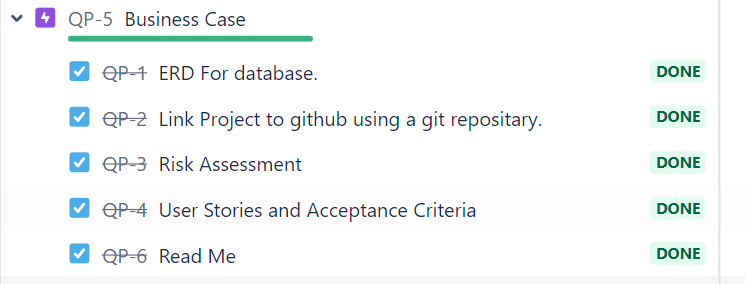 QP-5 Business Case
QP-1 ERD For database. DONE
QP-2 Link Project to github using a git repositary. DONE
QP-3 Risk Assessment DONE
QP-4 User Stories and Acceptance Criteria DONE
QP-6 Read Me DONE